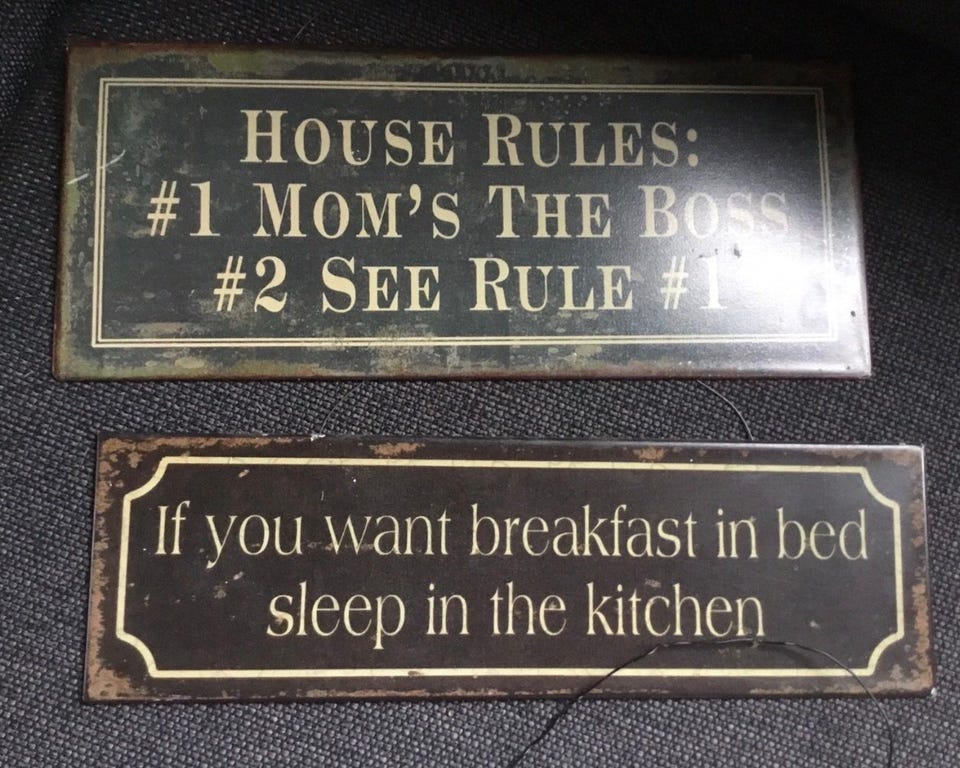 HOUSE RULES:
#1 MOM'S THE BOSS
#2 SEE RULE #1
If you want breakfast in bed
sleep in the kitchen